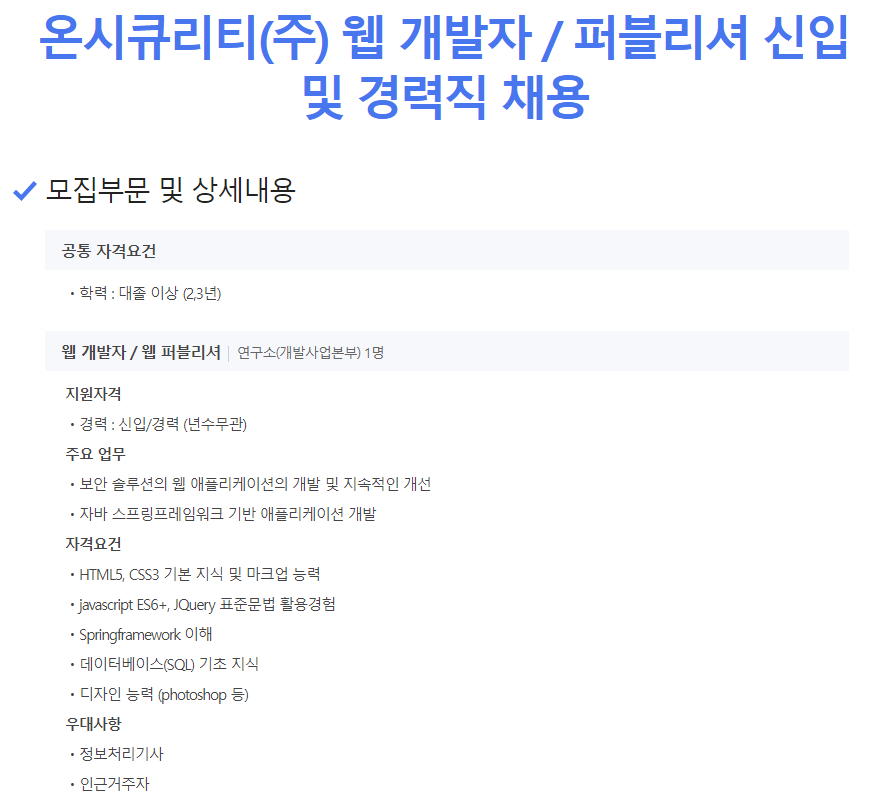 온시큐리티(주) 웹 개발자 / 퍼블리셔 신입
및 경력직 채용
모집부문 및 상세내용
공통 자격요건
• 학력 : 대졸 이상 (2,3년)
웹 개발자 / 웹 퍼블리셔 | 연구소(개발사업본부) 1명
지원자격
• 경력 : 신입/경력 (년수무관)
주요 업무
• 보안 솔루션의 웹 애플리케이션의 개발 및 지속적인 개선
• 자바 스프링프레임워크 기반 애플리케이션 개발
자격요건
• HTML5, CSS3 기본 지식 및 마크업 능력
• javascript ES6+, JQuery 표준문법 활용경험
• Springframework 이해
• 데이터베이스(SQL) 기초 지식
• 디자인 능력 (photoshop 등)
우대사항
• 정보처리기사
• 인근거주자